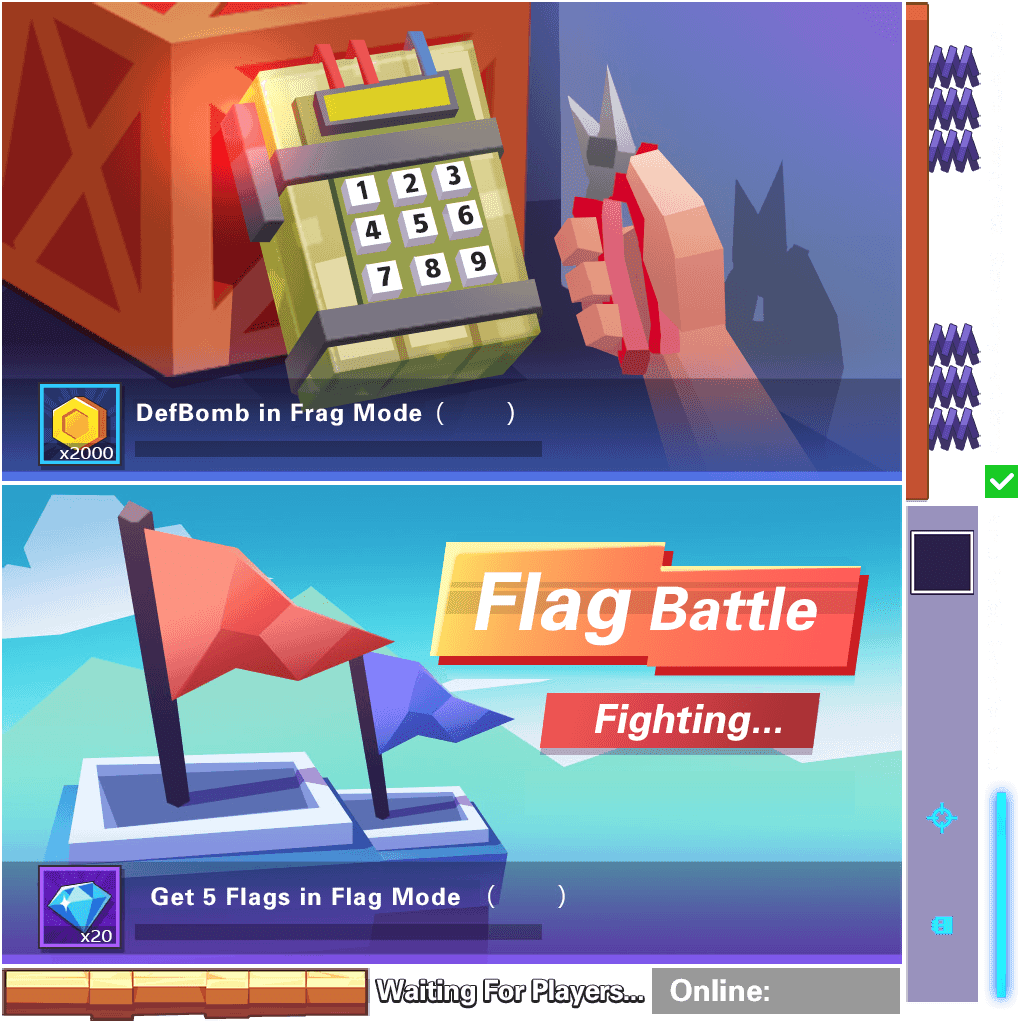 1 2 3
4 5 6
7 8 9
x2000
DefBomb in Frag Mode ( )
Flag Battle
Fighting...
x20
Get 5 Flags in Flag Mode ( )
Waiting For Players...
Online: